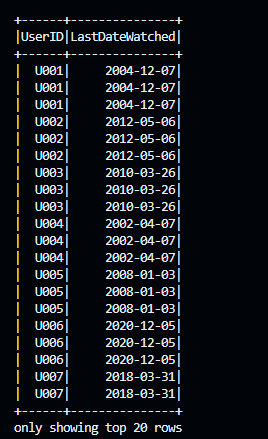 +------+---------------+
|UserID|LastDateWatched|
+------+---------------+
|  U001|     2004-12-07|
|  U001|     2004-12-07|
|  U001|     2004-12-07|
|  U002|     2012-05-06|
|  U002|     2012-05-06|
|  U002|     2012-05-06|
|  U003|     2010-03-26|
|  U003|     2010-03-26|
|  U003|     2010-03-26|
|  U004|     2002-04-07|
|  U004|     2002-04-07|
|  U004|     2002-04-07|
|  U005|     2008-01-03|
|  U005|     2008-01-03|
|  U005|     2008-01-03|
|  U006|     2020-12-05|
|  U006|     2020-12-05|
|  U006|     2020-12-05|
|  U007|     2018-03-31|
|  U007|     2018-03-31|
+------+---------------+
only showing top 20 rows